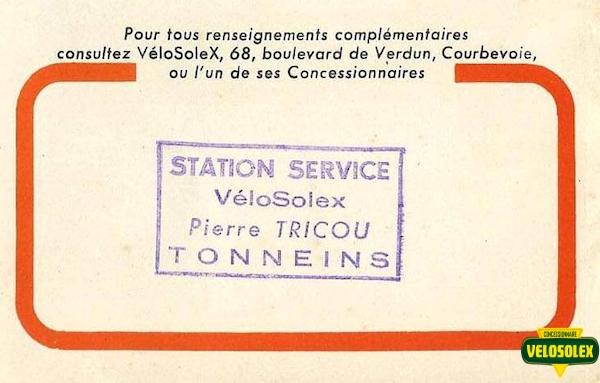 Pour tous renseignements complémentaires
consultez VéloSoleX, 68, boulevard de Verdun, Courbevoie,
ou l'un de ses Concessionnaires
STATION SERVICE
VéloSolex
Pierre TRICOU
TONNEINS
CONCESSIONNAIRE
VELOSOLEX